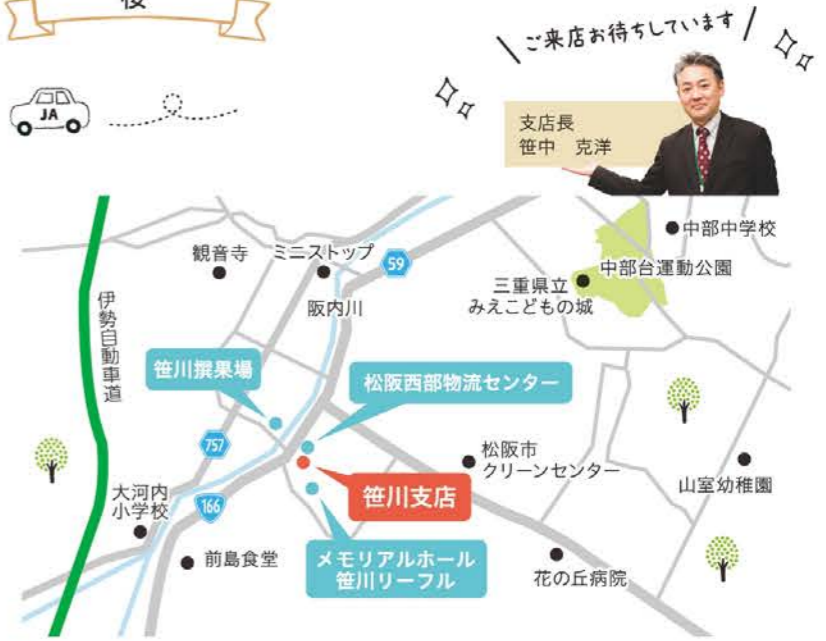 ご来店お待ちしています
JA
支店長
笹中 克洋
中部中学校
観音寺
ミニストップ
59
中部台運動公園
三重県立
みえこどもの城
阪内川
伊勢自動車道
笹川撰果場
松阪西部物流センター
757
松阪市
クリーンセンター
笹川支店
山室幼稚園
大河内
小学校
166
前島食堂
メモリアルホール
笹川リーフル
花の丘病院